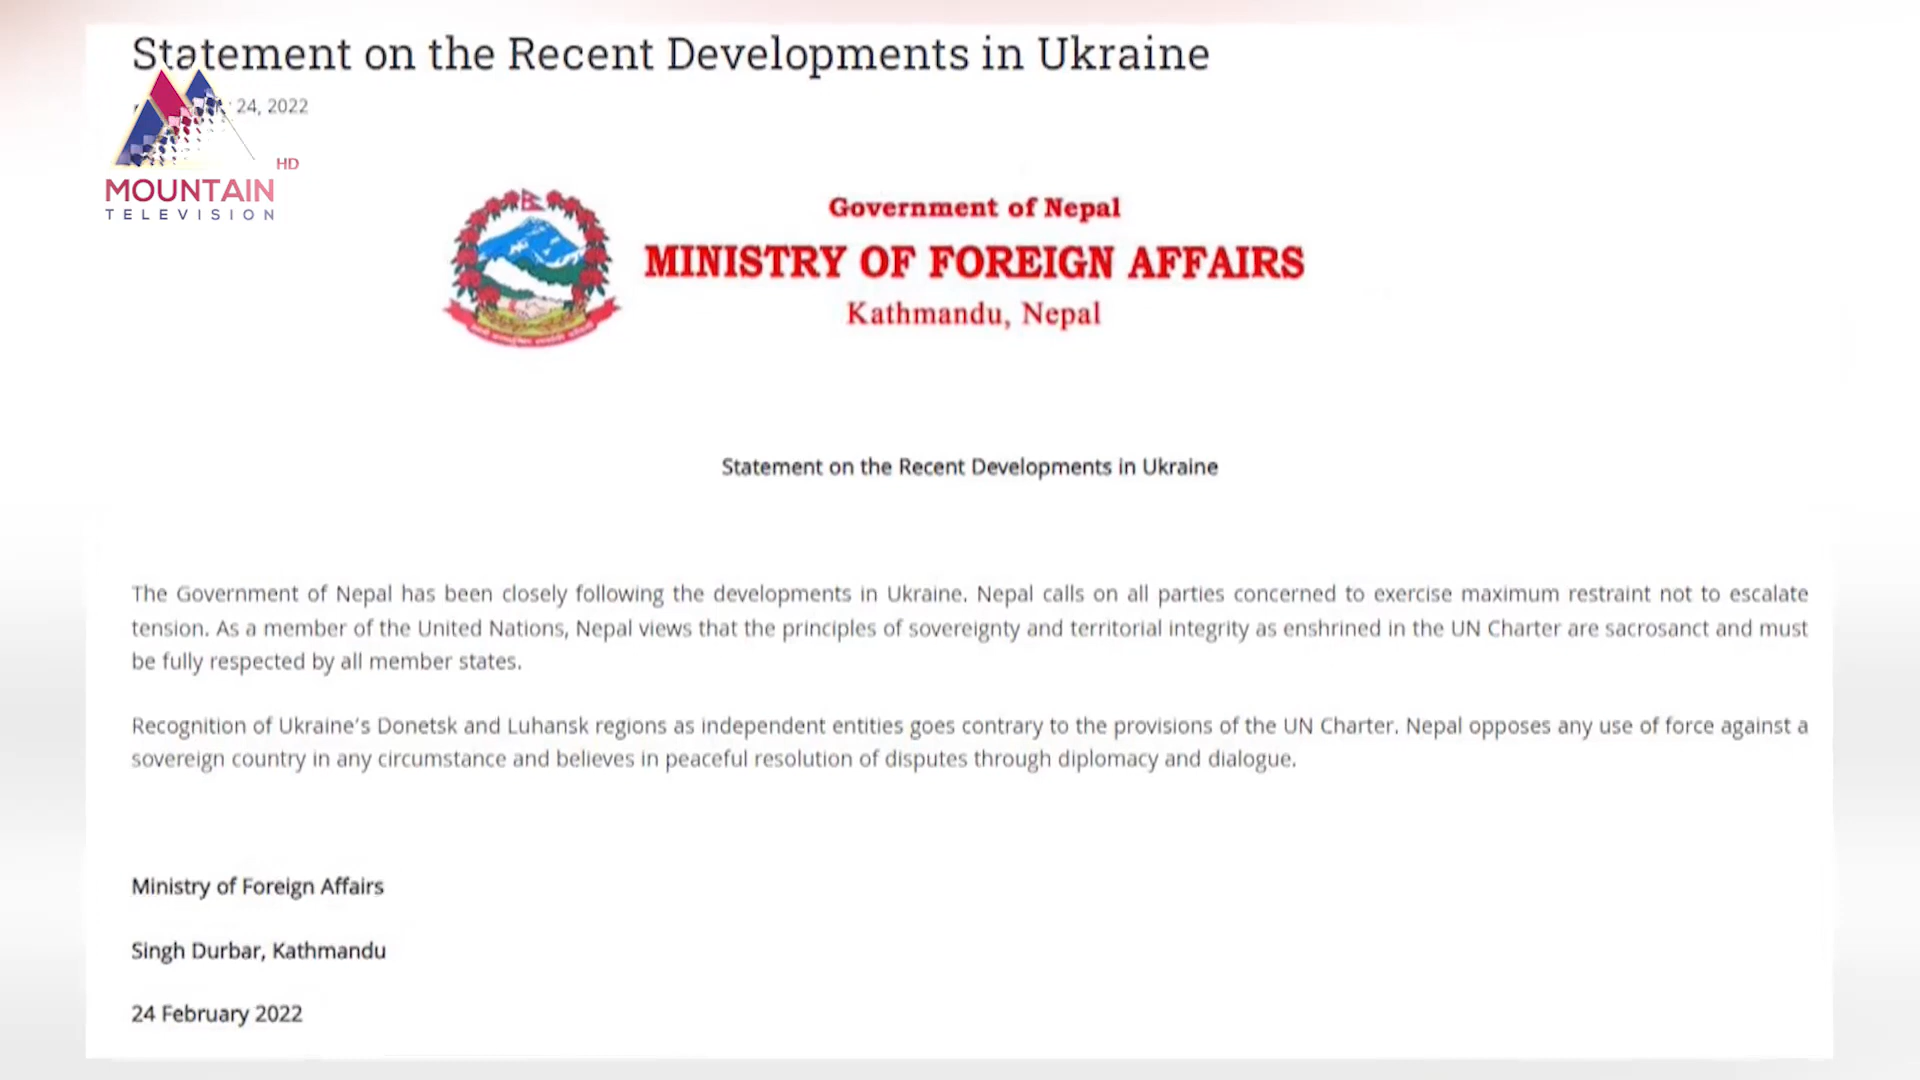 Statement on the Recent Developments in Ukraine
24, 2022
HD
MOUNTAIN
TELEVISION
Government of Nepal
MINISTRY OF FOREIGN AFFAIRS
Kathmandu, Nepal
Statement on the Recent Developments in Ukraine
The Government of Nepal has been closely following the developments in Ukraine. Nepal calls on all parties concerned to exercise maximum restraint not to escalate
tension. As a member of the United Nations, Nepal views that the principles of sovereignty and territorial integrity as enshrined in the UN Charter are sacrosanct and must
be fully respected by all member states.
Recognition of Ukraine’s Donetsk and Luhansk regions as independent entities goes contrary to the provisions of the UN Charter. Nepal opposes any use of force against a
sovereign country in any circumstance and believes in peaceful resolution of disputes through diplomacy and dialogue.
Ministry of Foreign Affairs
Singh Durbar, Kathmandu
24 February 2022